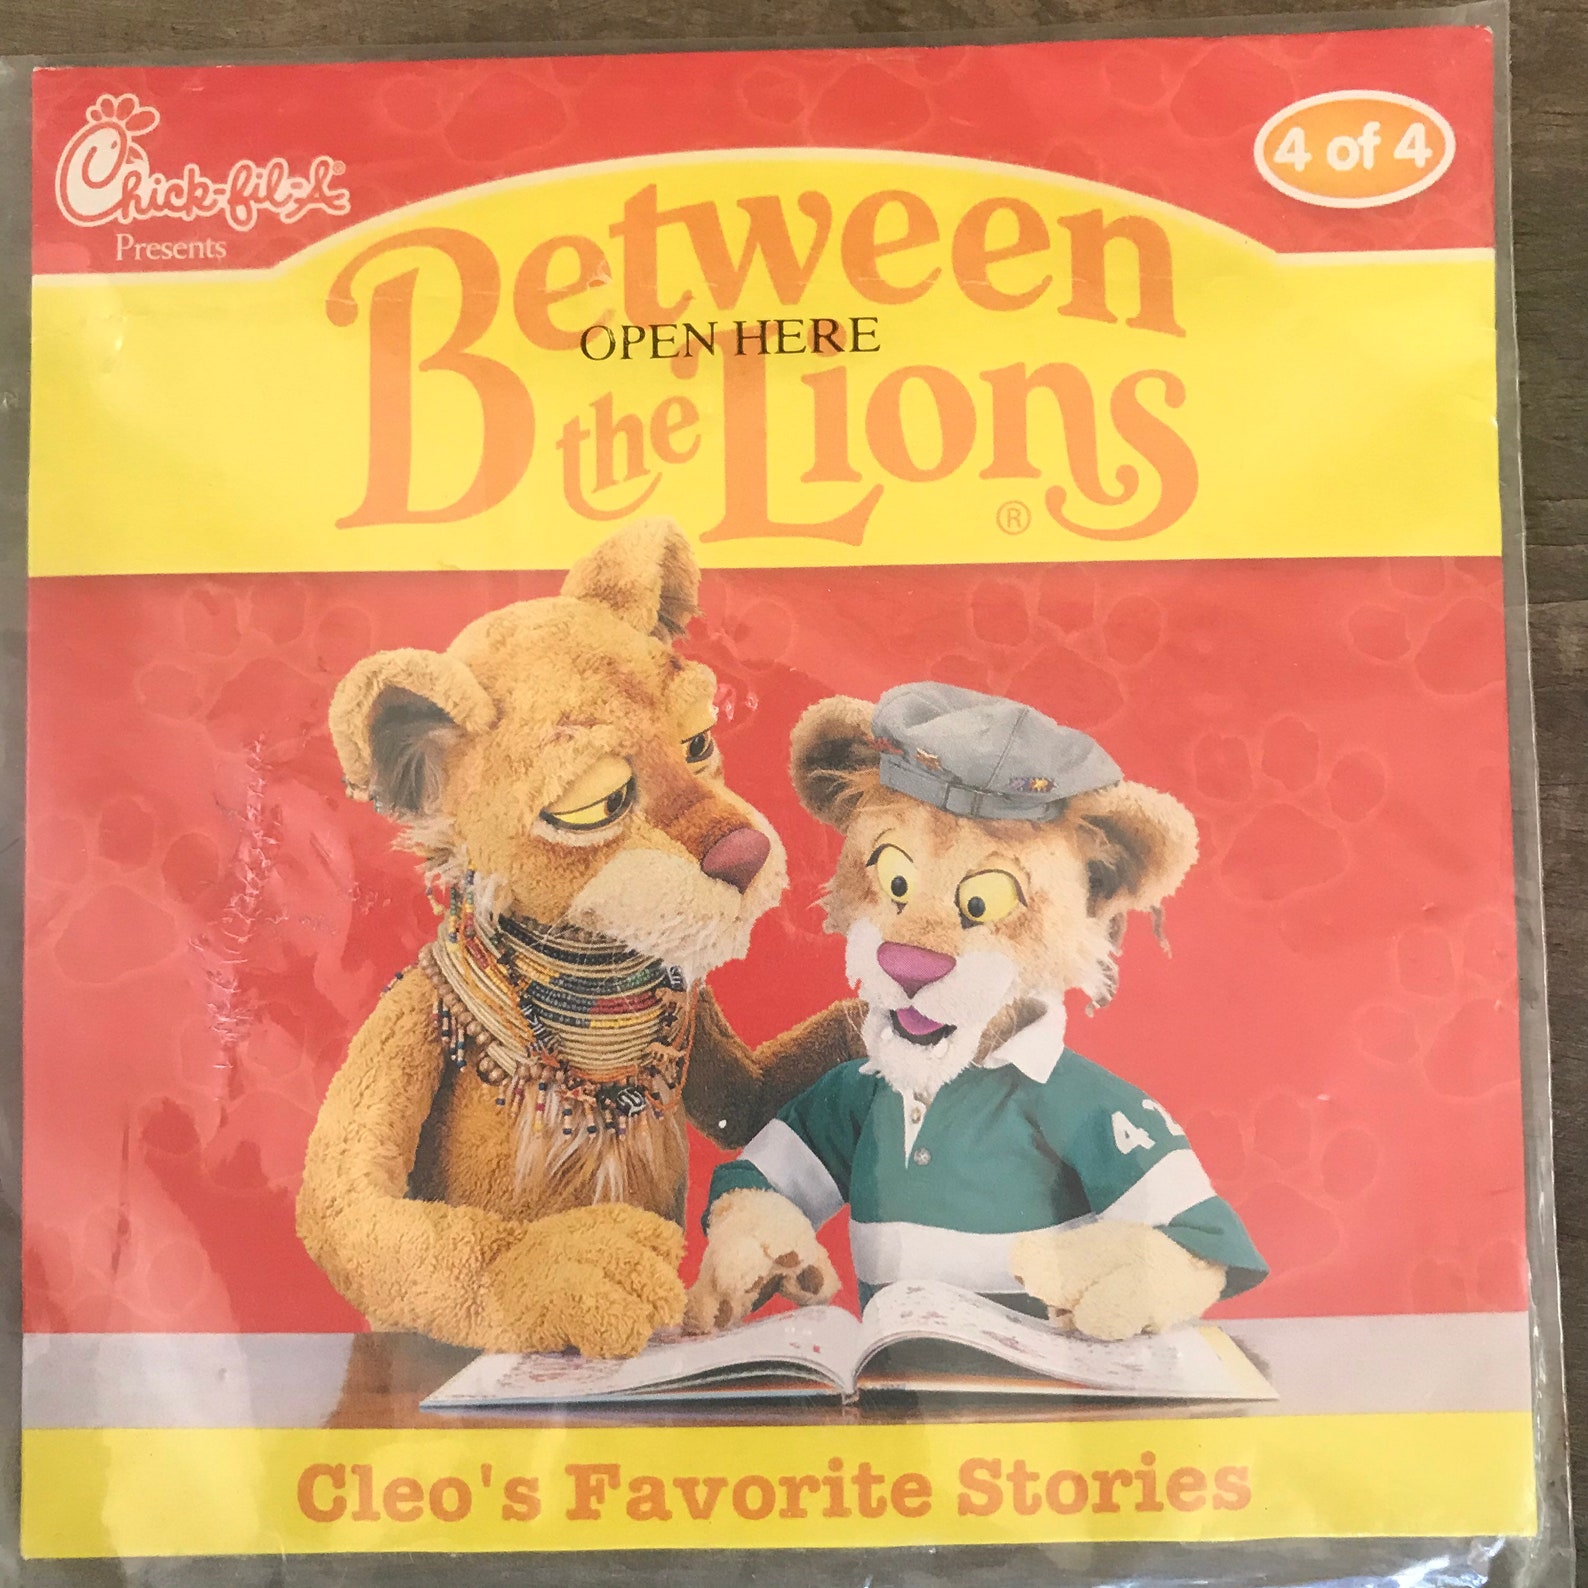 Chick-fil-A®
Presents
4 of 4
Between
OPEN HERE
the Lions
®
42
Cleo's Favorite Stories